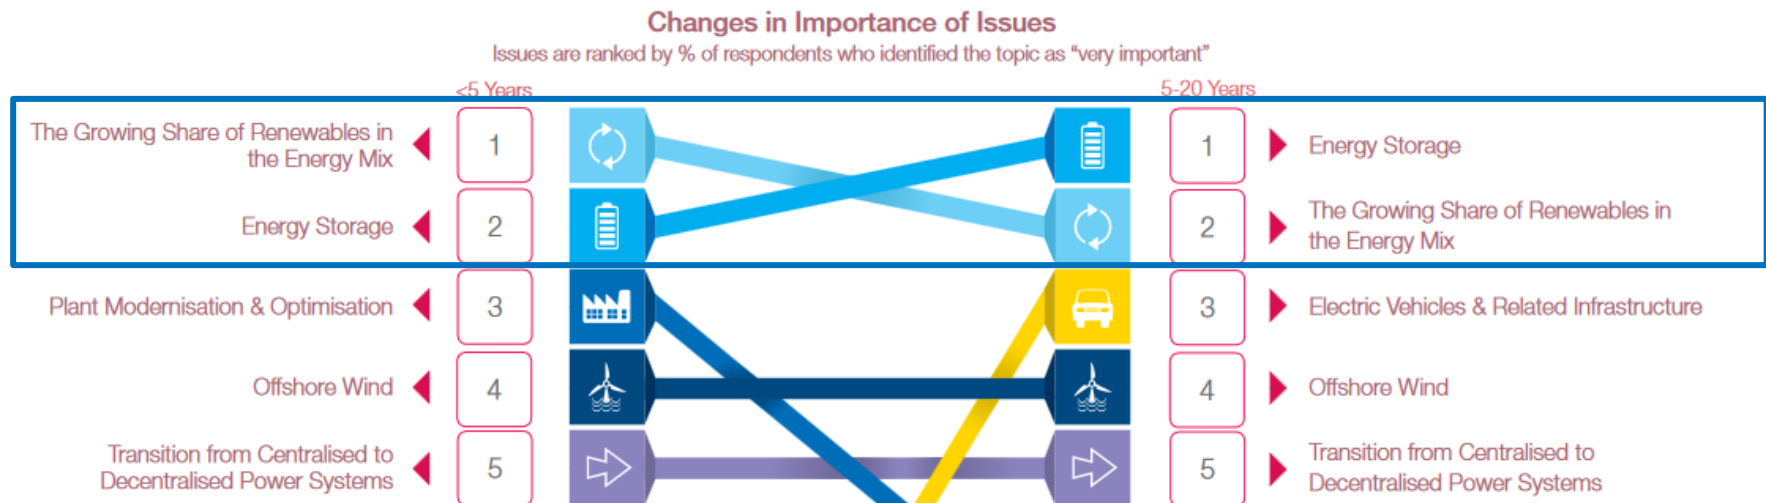 Changes in Importance of Issues
Issues are ranked by % of respondents who identified the topic as “very important”
<5 Years
5-20 Years
The Growing Share of Renewables in
the Energy Mix
1
1
Energy Storage
Energy Storage
2
2
The Growing Share of Renewables in
the Energy Mix
Plant Modernisation & Optimisation
3
3
Electric Vehicles & Related Infrastructure
Offshore Wind
4
4
Offshore Wind
Transition from Centralised to
Decentralised Power Systems
5
5
Transition from Centralised to
Decentralised Power Systems